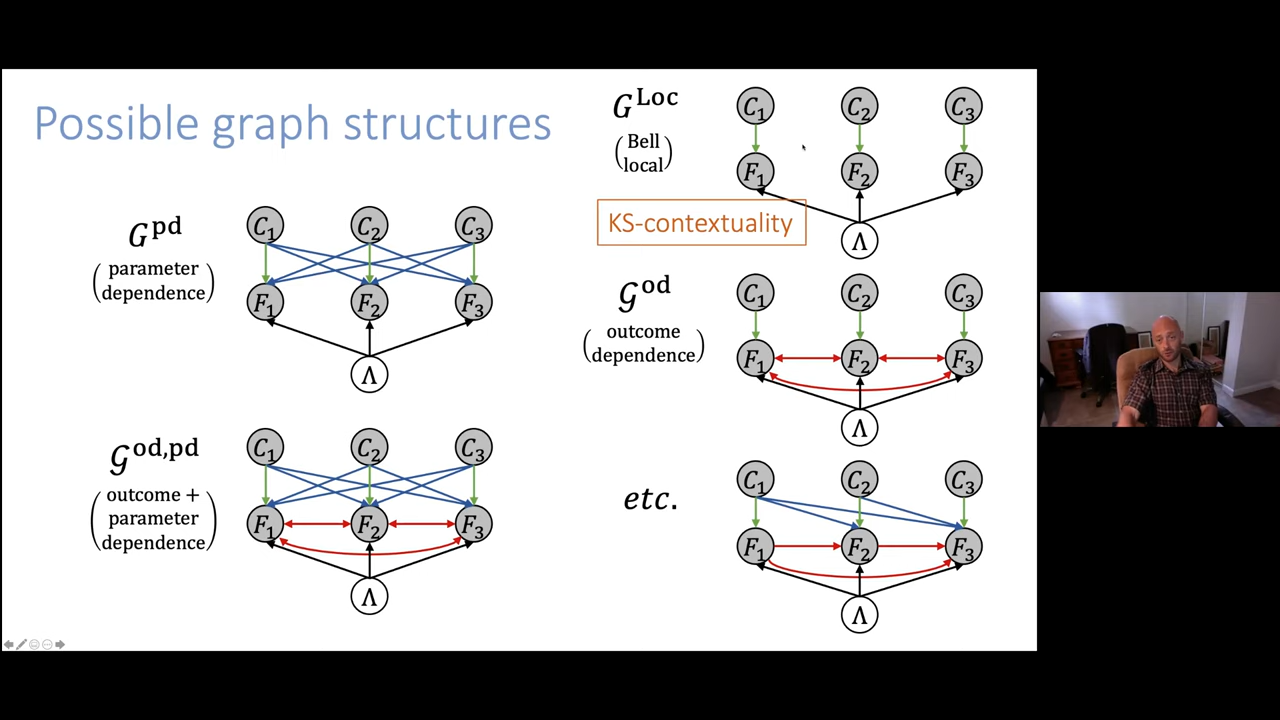 Possible graph structures
G^pd
(parameter
dependence)
C₁ C₂ C₃
F₁ F₂ F₃
Λ
𝒢^od,pd
(outcome +
parameter
dependence)
C₁ C₂ C₃
F₁ F₂ F₃
Λ
G^Loc
(Bell
local)
C₁ C₂ C₃
F₁ F₂ F₃
KS-contextuality
Λ
𝒢^od
(outcome
dependence)
C₁ C₂ C₃
F₁ F₂ F₃
Λ
etc.
C₁ C₂ C₃
F₁ F₂ F₃
Λ